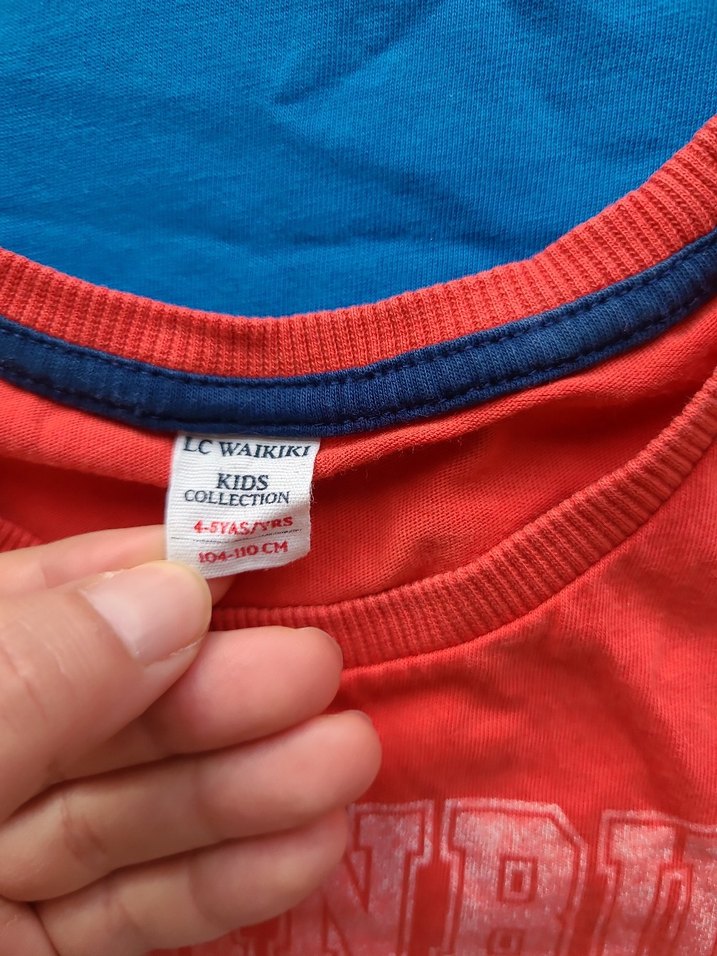 LC WAIKIKI
KIDS
COLLECTION
4-5YAS/YRS
104-110 CM